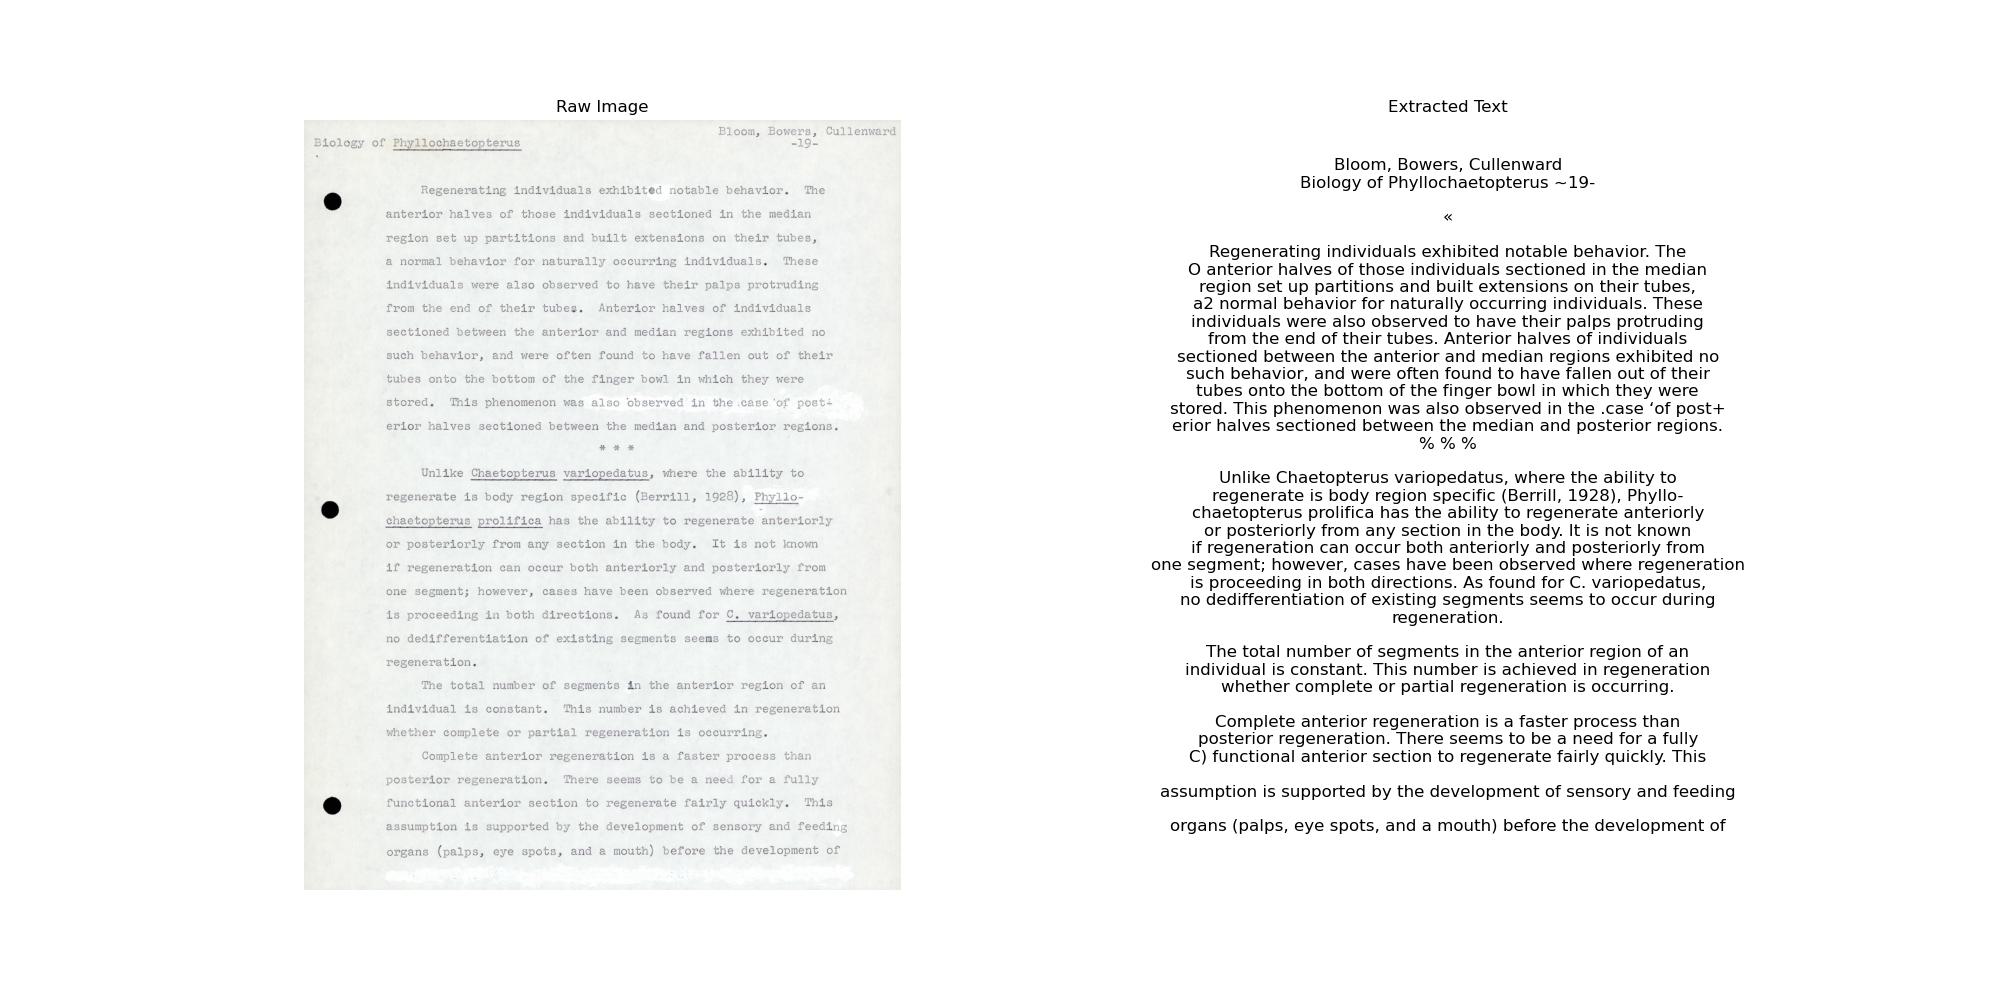 Raw Image
Bloom, Bowers, Cullenward
Biology of Phyllochaetopterus -19-
Regenerating individuals exhibited notable behavior. The
anterior halves of those individuals sectioned in the median
region set up partitions and built extensions on their tubes,
a normal behavior for naturally occurring individuals. These
individuals were also observed to have their palps protruding
from the end of their tubes. Anterior halves of individuals
sectioned between the anterior and median regions exhibited no
such behavior, and were often found to have fallen out of their
tubes onto the bottom of the finger bowl in which they were
stored. This phenomenon was also observed in the case of post-
erior halves sectioned between the median and posterior regions.
* * *
Unlike Chaetopterus variopedatus, where the ability to
regenerate is body region specific (Berrill, 1928), Phyllo-
chaetopterus prolifica has the ability to regenerate anteriorly
or posteriorly from any section in the body. It is not known
if regeneration can occur both anteriorly and posteriorly from
one segment; however, cases have been observed where regeneration
is proceeding in both directions. As found for C. variopedatus,
no dedifferentiation of existing segments seems to occur during
regeneration.
The total number of segments in the anterior region of an
individual is constant. This number is achieved in regeneration
whether complete or partial regeneration is occurring.
Complete anterior regeneration is a faster process than
posterior regeneration. There seems to be a need for a fully
functional anterior section to regenerate fairly quickly. This
assumption is supported by the development of sensory and feeding
organs (palps, eye spots, and a mouth) before the development of
Extracted Text
Bloom, Bowers, Cullenward
Biology of Phyllochaetopterus ~19-
«
Regenerating individuals exhibited notable behavior. The
O anterior halves of those individuals sectioned in the median
region set up partitions and built extensions on their tubes,
a2 normal behavior for naturally occurring individuals. These
individuals were also observed to have their palps protruding
from the end of their tubes. Anterior halves of individuals
sectioned between the anterior and median regions exhibited no
such behavior, and were often found to have fallen out of their
tubes onto the bottom of the finger bowl in which they were
stored. This phenomenon was also observed in the .case ‘of post+
erior halves sectioned between the median and posterior regions.
% % %
Unlike Chaetopterus variopedatus, where the ability to
regenerate is body region specific (Berrill, 1928), Phyllo-
chaetopterus prolifica has the ability to regenerate anteriorly
or posteriorly from any section in the body. It is not known
if regeneration can occur both anteriorly and posteriorly from
one segment; however, cases have been observed where regeneration
is proceeding in both directions. As found for C. variopedatus,
no dedifferentiation of existing segments seems to occur during
regeneration.
The total number of segments in the anterior region of an
individual is constant. This number is achieved in regeneration
whether complete or partial regeneration is occurring.
Complete anterior regeneration is a faster process than
posterior regeneration. There seems to be a need for a fully
C) functional anterior section to regenerate fairly quickly. This
assumption is supported by the development of sensory and feeding
organs (palps, eye spots, and a mouth) before the development of